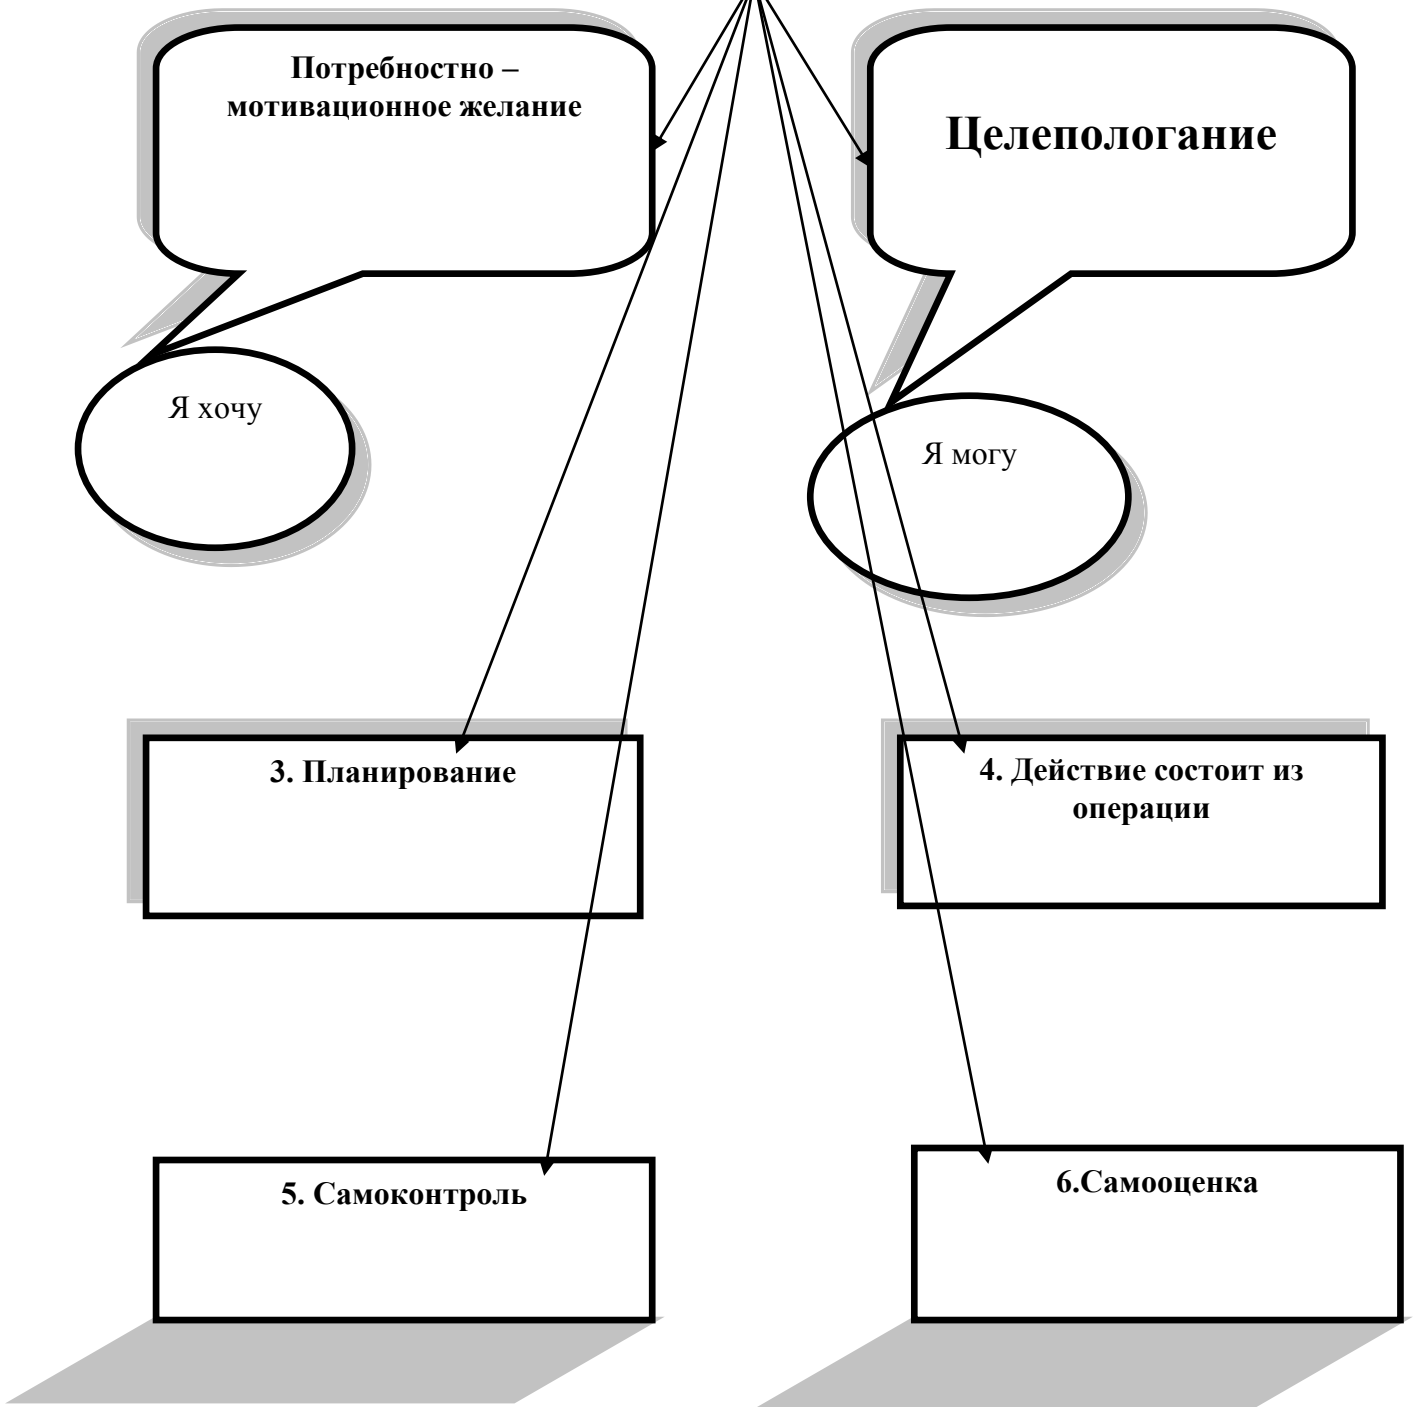 Потребностно –
мотивационное желание
Целепологание
Я хочу
Я могу
3. Планирование
4. Действие состоит из
операции
5. Самоконтроль
6.Самооценка